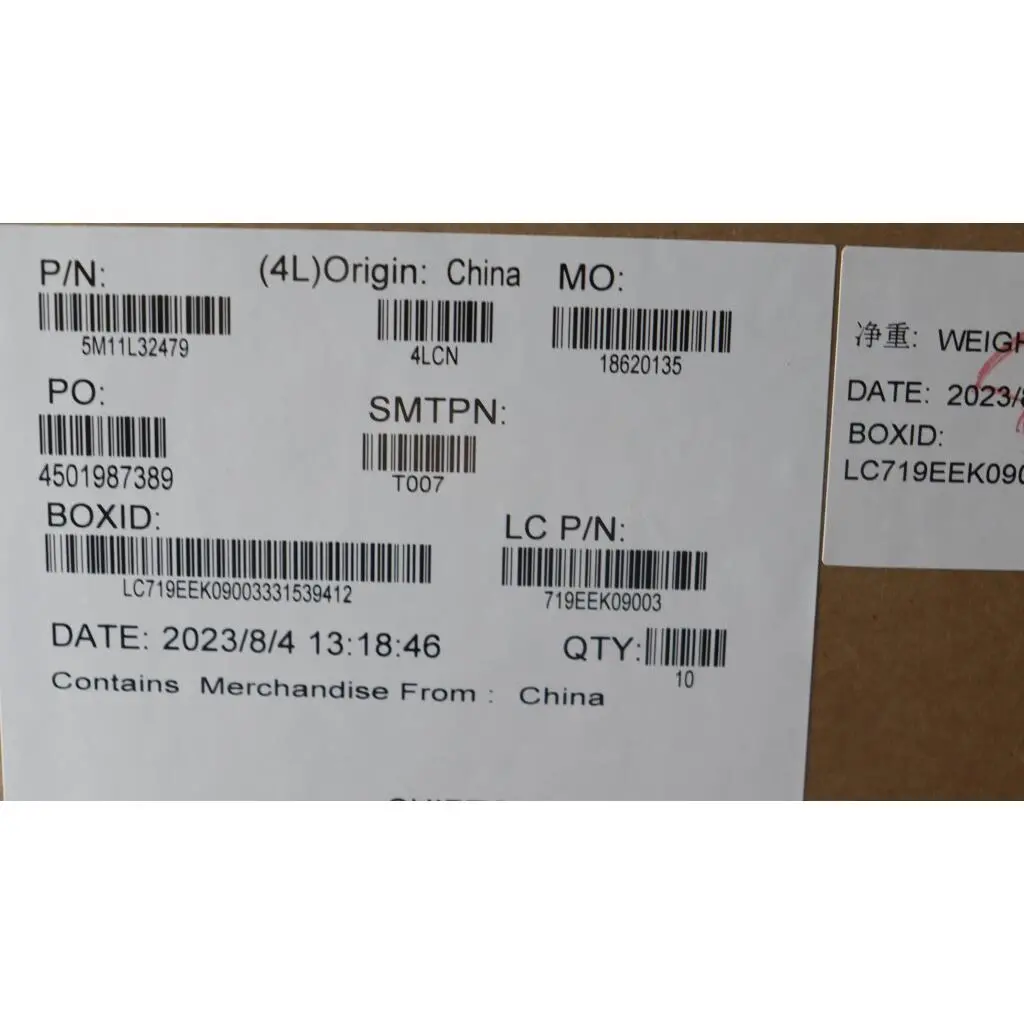 P/N: (4L)Origin: China MO:
5M11L32479 4LCN 18620135
PO: SMTPN:
4501987389 T007
BOXID: LC P/N:
LC719EEK09003331539412 719EEK09003
DATE: 2023/8/4 13:18:46 QTY:
10
Contains Merchandise From : China
净重:
DATE: 2023/8
BOXID:
LC719EEK090